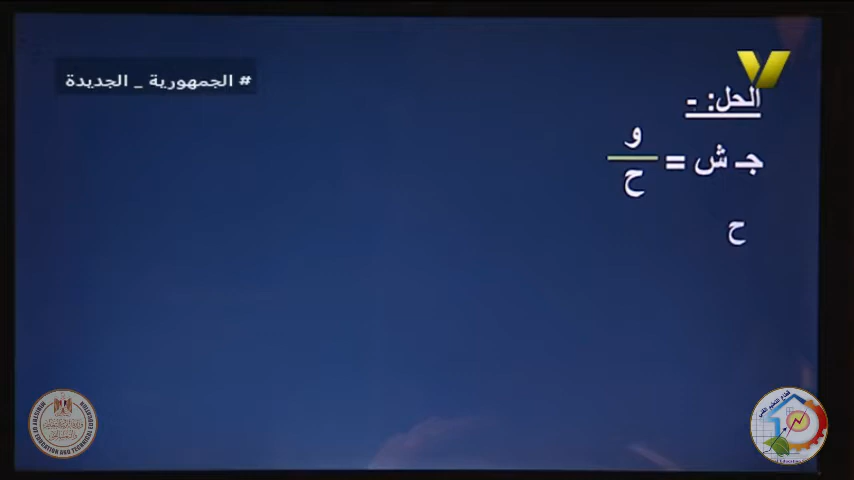 # الجمهورية _ الجديدة
الحل: -
جـ ش = و / ح
ح